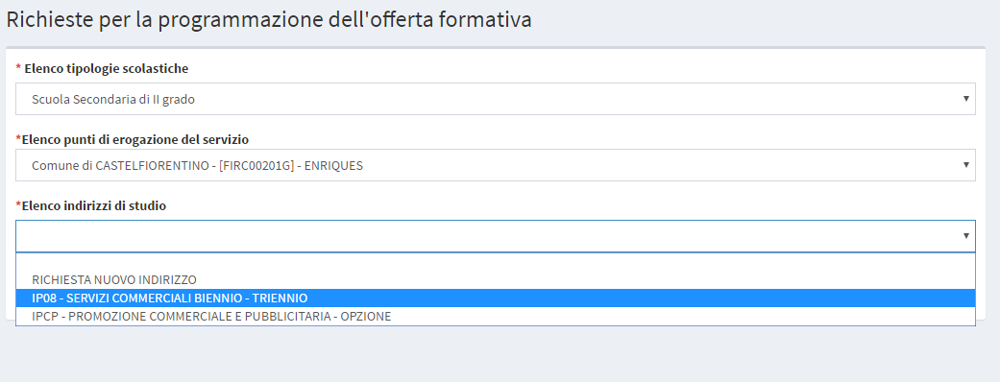 Richieste per la programmazione dell'offerta formativa
* Elenco tipologie scolastiche
Scuola Secondaria di II grado
*Elenco punti di erogazione del servizio
Comune di CASTELFIORENTINO - [FIRC00201G] - ENRIQUES
*Elenco indirizzi di studio
RICHIESTA NUOVO INDIRIZZO
IP08 - SERVIZI COMMERCIALI BIENNIO - TRIENNIO
IPCP - PROMOZIONE COMMERCIALE E PUBBLICITARIA - OPZIONE